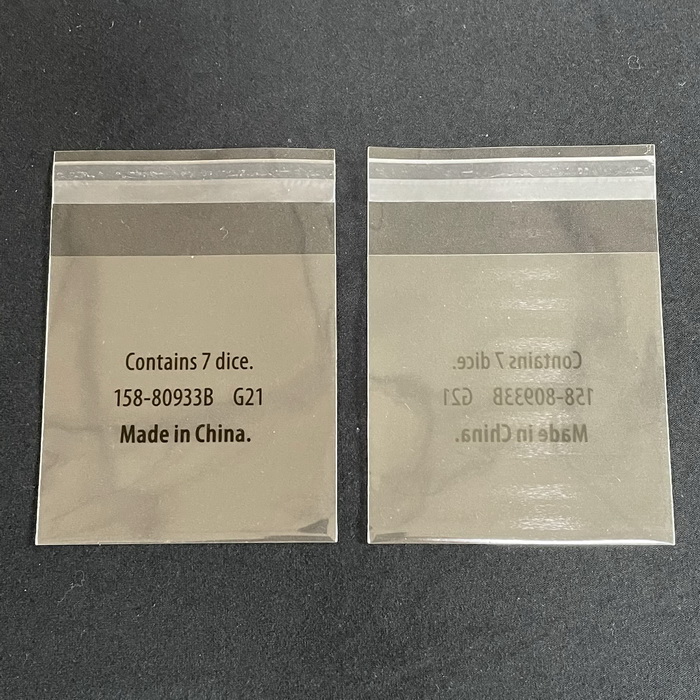 Contains 7 dice.
158-80933B G21
Made in China.
Contains 7 dice.
158-80933B G21
Made in China.